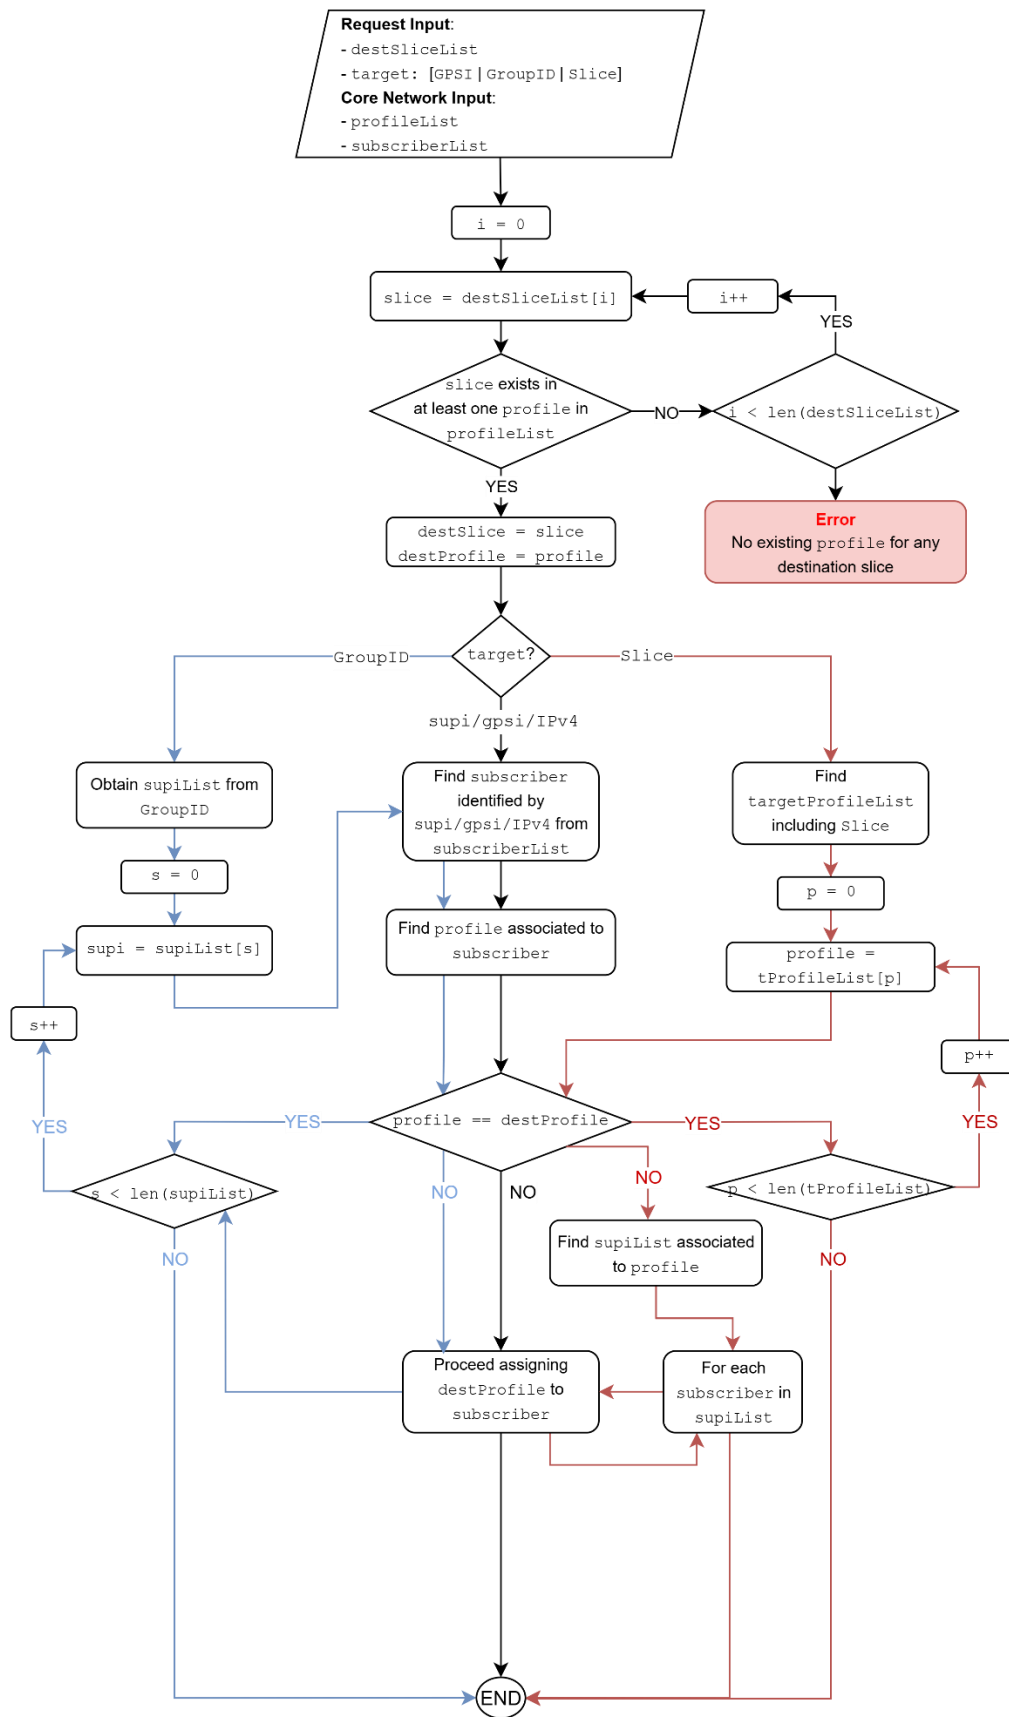 Request Input:
- destSliceList
- target: [GPSI | GroupID | Slice]
Core Network Input:
- profileList
- subscriberList
i = 0
slice = destSliceList[i]
i++
YES
slice exists in
at least one profile in
profileList
NO
i < len(destSliceList)
YES
Error
No existing profile for any
destination slice
destSlice = slice
destProfile = profile
GroupID
target?
Slice
supi/gpsi/IPv4
Obtain supiList from
GroupID
Find subscriber
identified by
supi/gpsi/IPv4 from
subscriberList
Find
targetProfileList
including Slice
s = 0
p = 0
supi = supiList[s]
Find profile associated to
subscriber
profile =
tProfileList[p]
s++
p++
YES
YES
profile == destProfile
YES
YES
s < len(supiList)
NO
NO
NO
p < len(tProfileList)
NO
Find supiList associated
to profile
NO
Proceed assigning
destProfile to
subscriber
For each
subscriber in
supiList
END